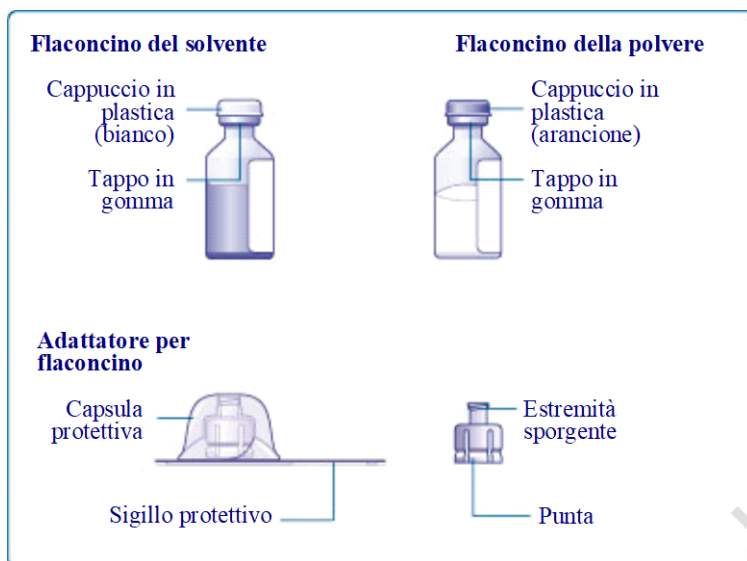 Flaconcino del solvente
Cappuccio in
plastica
(bianco)
Tappo in
gomma
Flaconcino della polvere
Cappuccio in
plastica
(arancione)
Tappo in
gomma
Adattatore per
flaconcino
Capsula
protettiva
Sigillo protettivo
Estremità
sporgente
Punta